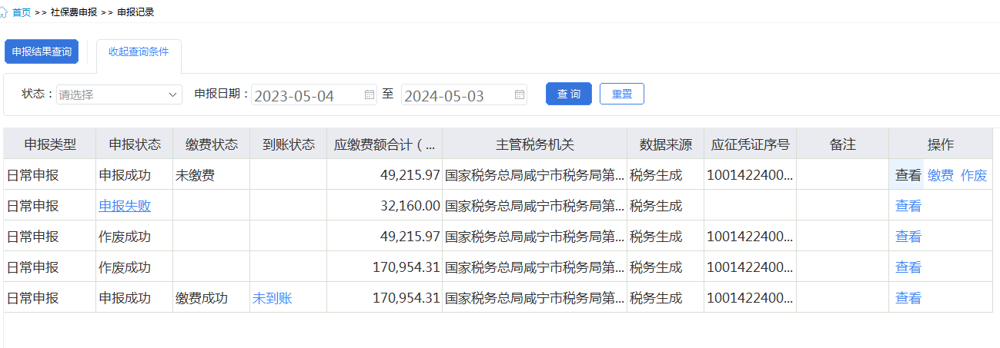 首页 >> 社保费申报 >> 申报记录
申报结果查询 收起查询条件
状态： 请选择 申报日期： 2023-05-04 至 2024-05-03 查 询 重置
申报类型 申报状态 缴费状态 到账状态 应缴费额合计（... 主管税务机关 数据来源 应征凭证序号 备注 操作
日常申报 申报成功 未缴费 49,215.97 国家税务总局咸宁市税务局第... 税务生成 1001422400... 查看 缴费 作废
日常申报 申报失败 32,160.00 国家税务总局咸宁市税务局第... 税务生成 查看
日常申报 作废成功 49,215.97 国家税务总局咸宁市税务局第... 税务生成 1001422400... 查看
日常申报 作废成功 170,954.31 国家税务总局咸宁市税务局第... 税务生成 1001422400... 查看
日常申报 申报成功 缴费成功 未到账 170,954.31 国家税务总局咸宁市税务局第... 税务生成 1001422400... 查看